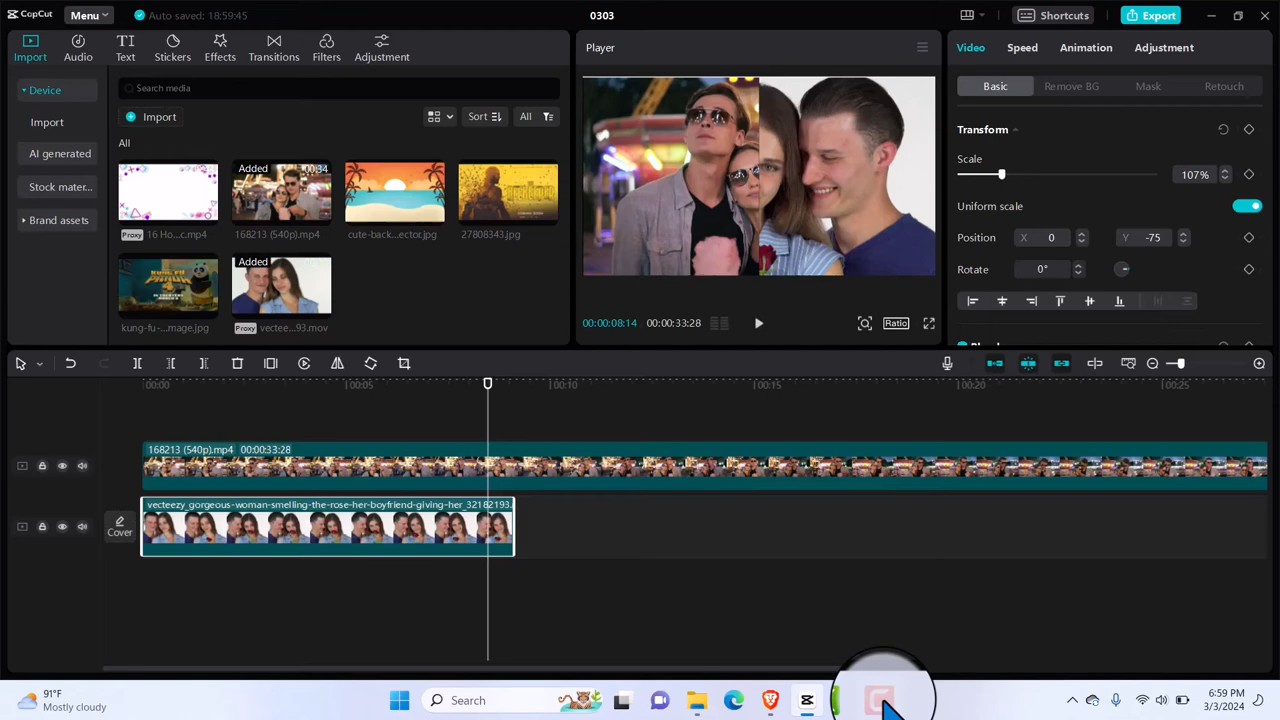 CapCut
Menu
Auto saved: 18:59:45
0303
Shortcuts
Export
Import
Audio
Text
Stickers
Effects
Transitions
Filters
Adjustment
Device
Import
AI generated
Stock mater...
Brand assets
Search media
Import
Sort
All
All
Added
00:34
Proxy
16 Ho...c.mp4
168213 (540p).mp4
cute-back...ector.jpg
27808343.jpg
Added
kung-fu-...mage.jpg
Proxy
vectee...93.mov
Player
00:00:08:14
00:00:33:28
Ratio
Video
Speed
Animation
Adjustment
Basic
Remove BG
Mask
Retouch
Transform
Scale
107%
Uniform scale
Position
X
0
Y
-75
Rotate
0°
00:00
00:05
00:10
00:15
00:20
00:25
168213 (540p).mp4
00:00:33:28
Cover
vecteezy_gorgeous-woman-smelling-the-rose-her-boyfriend-giving-her_32182193.
91°F
Mostly cloudy
Search
6:59 PM
3/3/2024